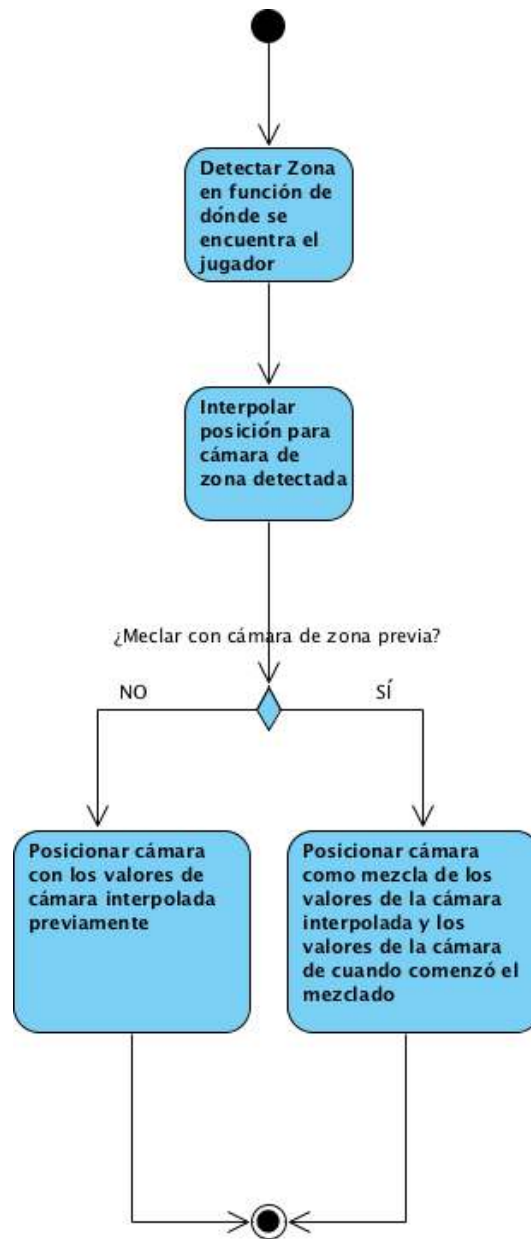 Detectar Zona
en función de
dónde se
encuentra el
jugador
Interpolar
posición para
cámara de
zona detectada
¿Meclar con cámara de zona previa?
NO
SÍ
Posicionar cámara
con los valores de
cámara interpolada
previamente
Posicionar cámara
como mezcla de los
valores de la cámara
interpolada y los
valores de la cámara
de cuando comenzó el
mezclado